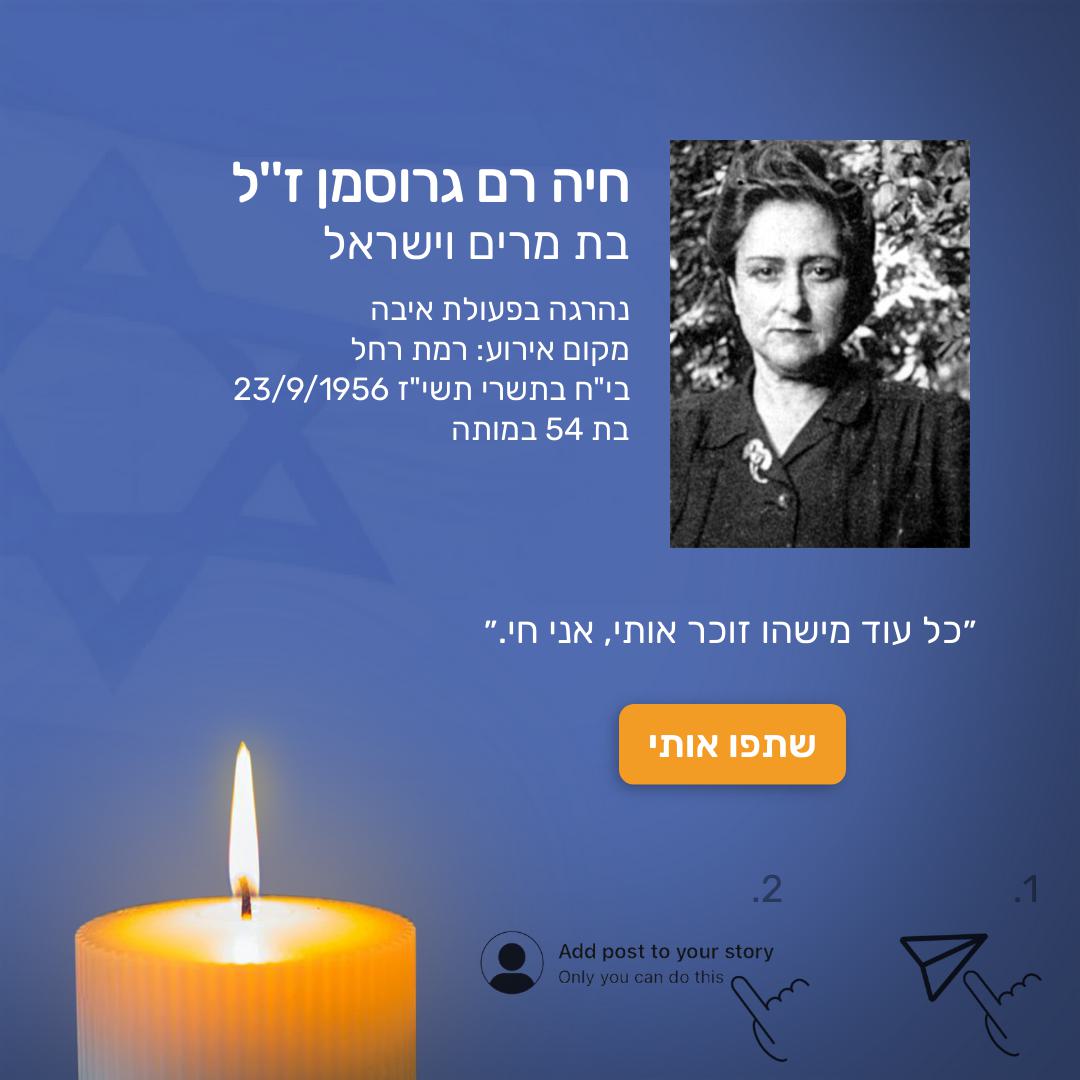 חיה רם גרוסמן ז''ל
בת מרים וישראל
נהרגה בפעולת איבה
מקום אירוע: רמת רחל
בי"ח בתשרי תשי"ז 23/9/1956
בת 54 במותה
״כל עוד מישהו זוכר אותי, אני חי.״
שתפו אותי
1.
2.
Add post to your story
Only you can do this